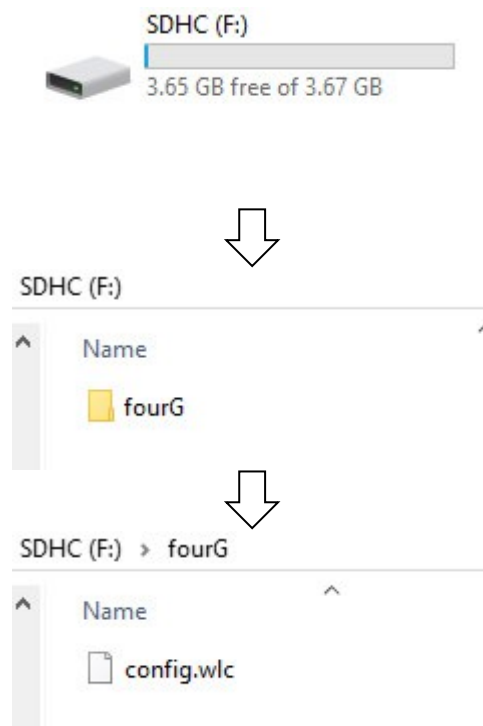 SDHC (F:)
3.65 GB free of 3.67 GB
SDHC (F:)
Name
fourG
SDHC (F:) > fourG
Name
config.wlc